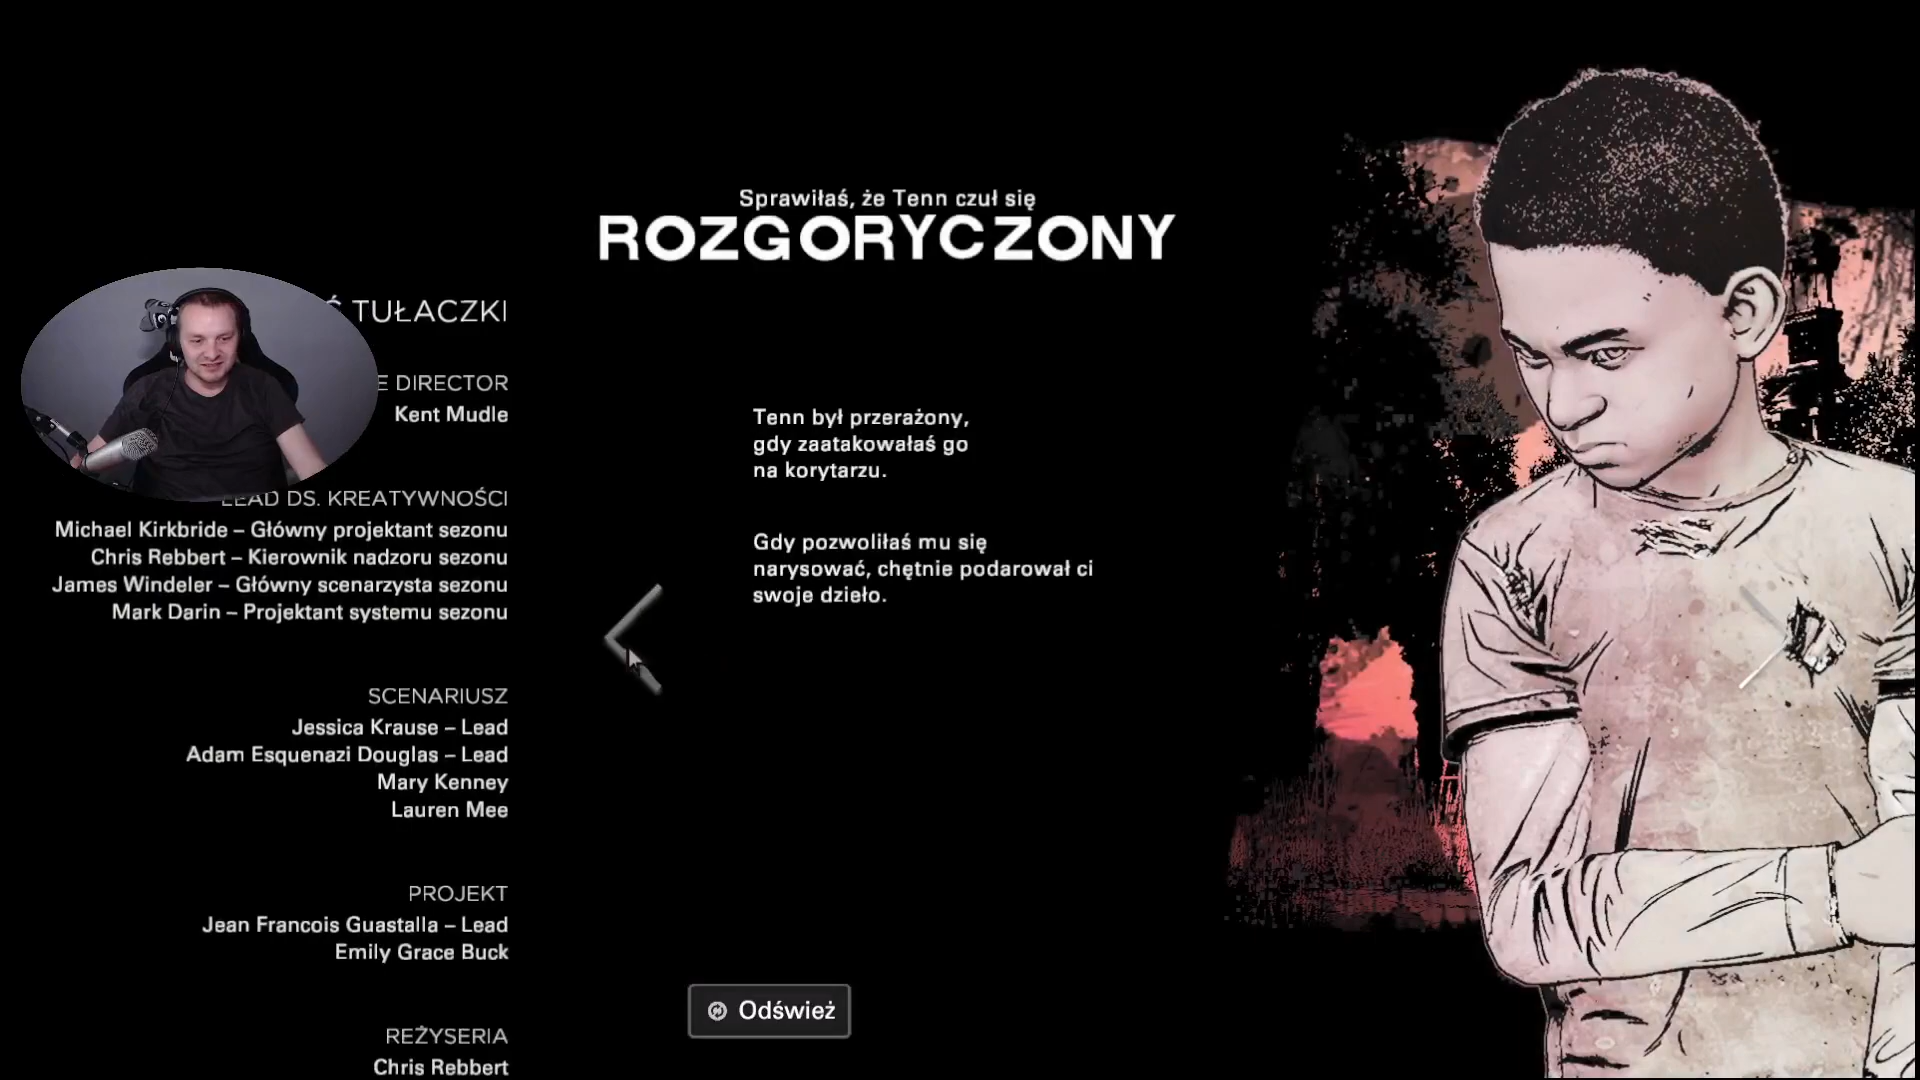 Sprawiłaś, że Tenn czuł się
ROZGORYCZONY
TUŁACZKI
DIRECTOR
Kent Mudle
LEAD DS. KREATYWNOŚCI
Michael Kirkbride – Główny projektant sezonu
Chris Rebbert – Kierownik nadzoru sezonu
James Windeler – Główny scenarzysta sezonu
Mark Darin – Projektant systemu sezonu
SCENARIUSZ
Jessica Krause – Lead
Adam Esquenazi Douglas – Lead
Mary Kenney
Lauren Mee
PROJEKT
Jean Francois Guastalla – Lead
Emily Grace Buck
REŻYSERIA
Chris Rebbert
Tenn był przerażony,
gdy zaatakowałaś go
na korytarzu.
Gdy pozwoliłaś mu się
narysować, chętnie podarował ci
swoje dzieło.
Odśwież